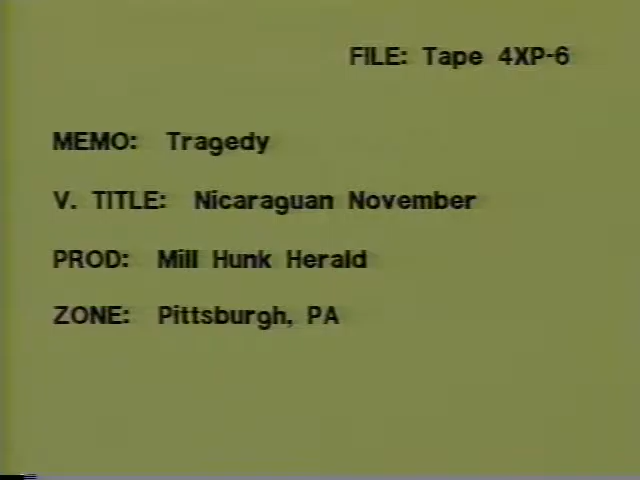 FILE: Tape 4XP-6
MEMO: Tragedy
V. TITLE: Nicaraguan November
PROD: Mill Hunk Herald
ZONE: Pittsburgh, PA